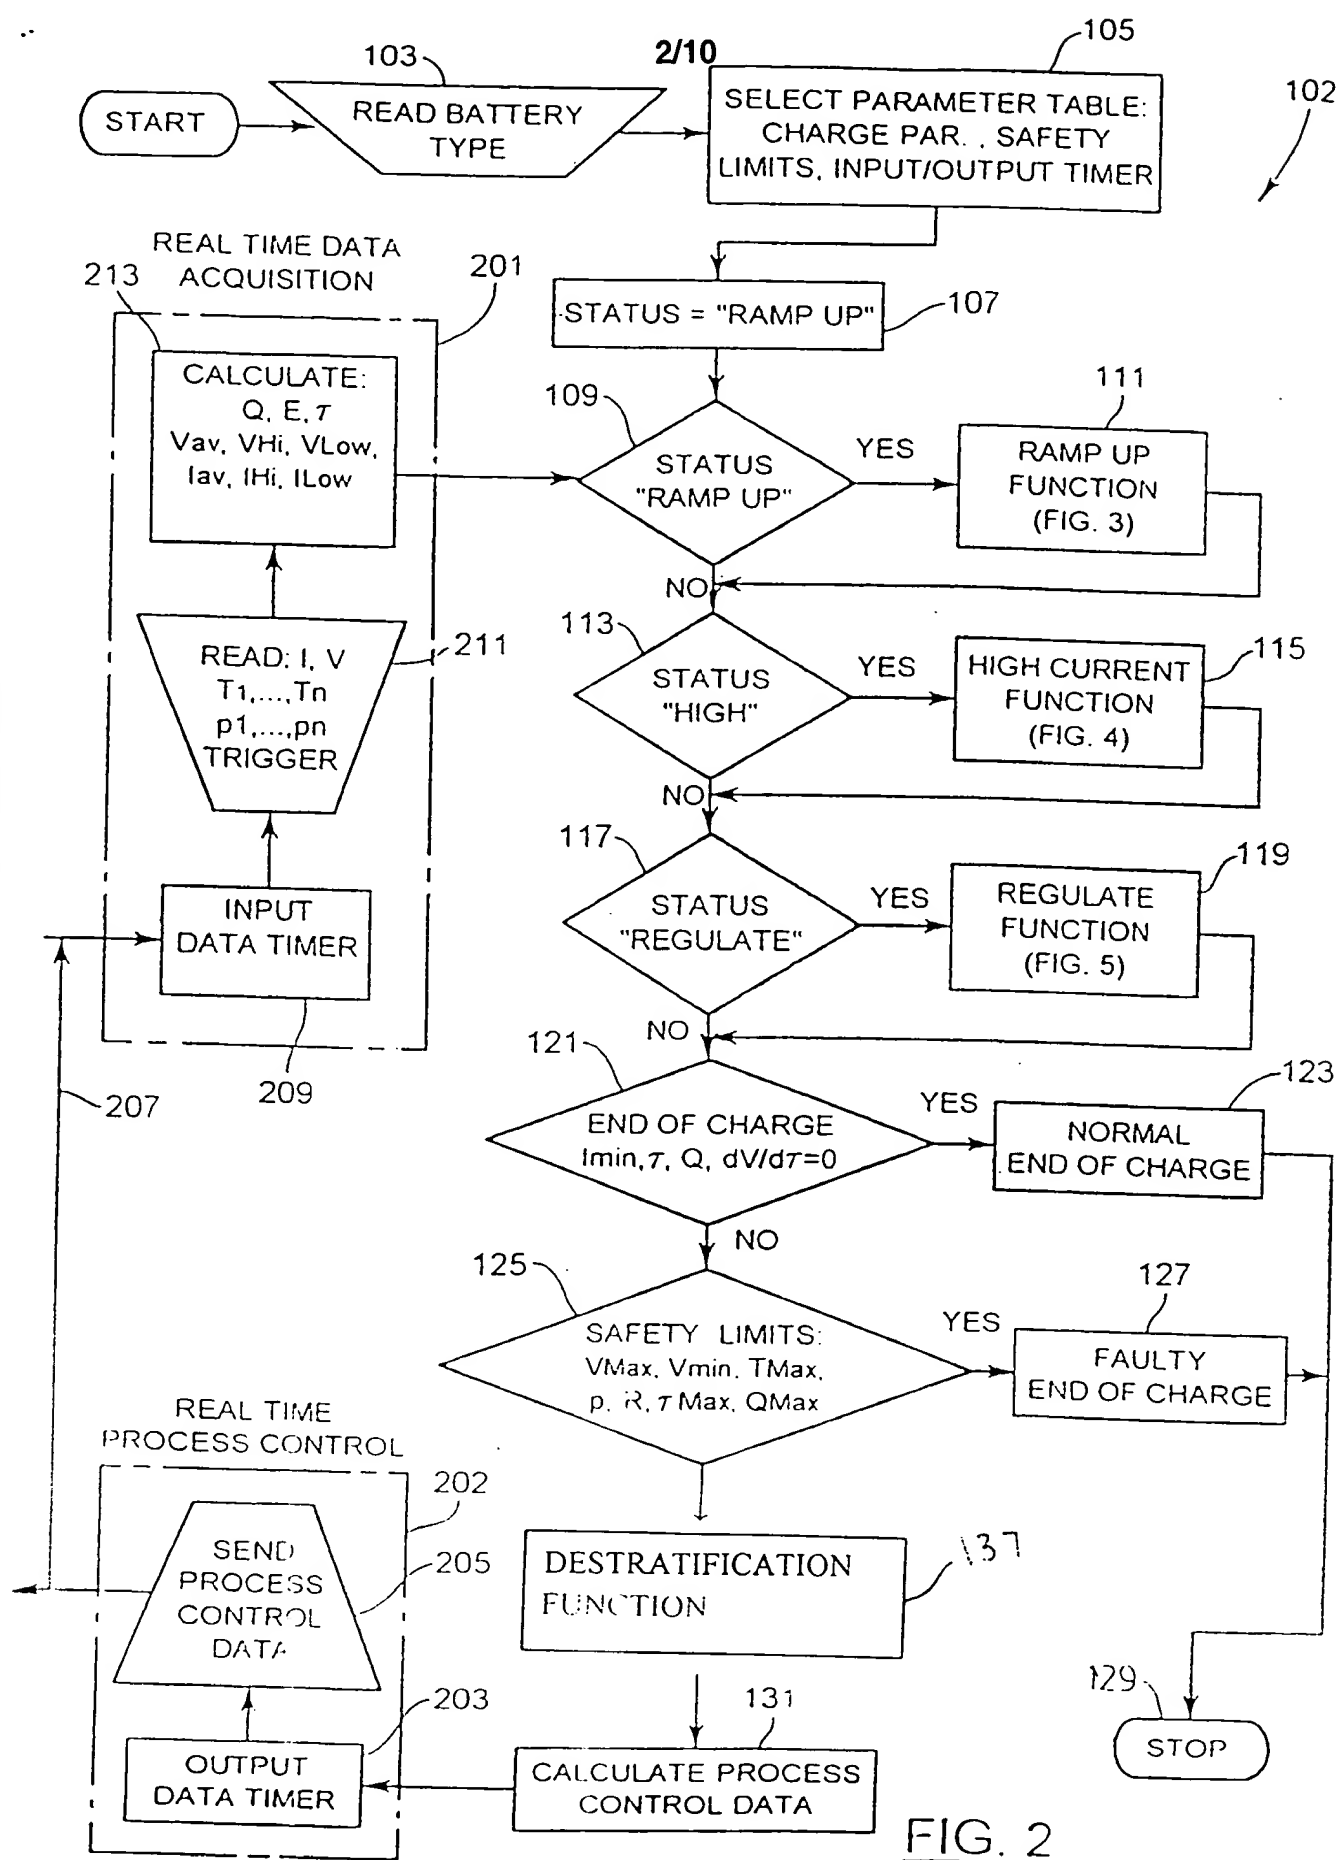 2/10
103
105
102
START
READ BATTERY
TYPE
SELECT PARAMETER TABLE:
CHARGE PAR. , SAFETY
LIMITS, INPUT/OUTPUT TIMER
REAL TIME DATA
ACQUISITION
213
201
STATUS = "RAMP UP"
107
CALCULATE:
Q, E, τ
Vav, VHi, VLow,
Iav, IHi, ILow
109
STATUS
"RAMP UP"
YES
111
RAMP UP
FUNCTION
(FIG. 3)
NO
READ: I, V
T1,...,Tn
p1,...,pn
TRIGGER
211
113
STATUS
"HIGH"
YES
115
HIGH CURRENT
FUNCTION
(FIG. 4)
NO
INPUT
DATA TIMER
209
207
117
STATUS
"REGULATE"
YES
119
REGULATE
FUNCTION
(FIG. 5)
NO
121
END OF CHARGE
Imin, τ, Q, dV/dτ=0
YES
123
NORMAL
END OF CHARGE
NO
125
SAFETY LIMITS:
VMax, Vmin, TMax,
p, R, τ Max, QMax
YES
127
FAULTY
END OF CHARGE
REAL TIME
PROCESS CONTROL
202
SEND
PROCESS
CONTROL
DATA
205
DESTRATIFICATION
FUNCTION
137
203
OUTPUT
DATA TIMER
131
CALCULATE PROCESS
CONTROL DATA
129
STOP
FIG. 2